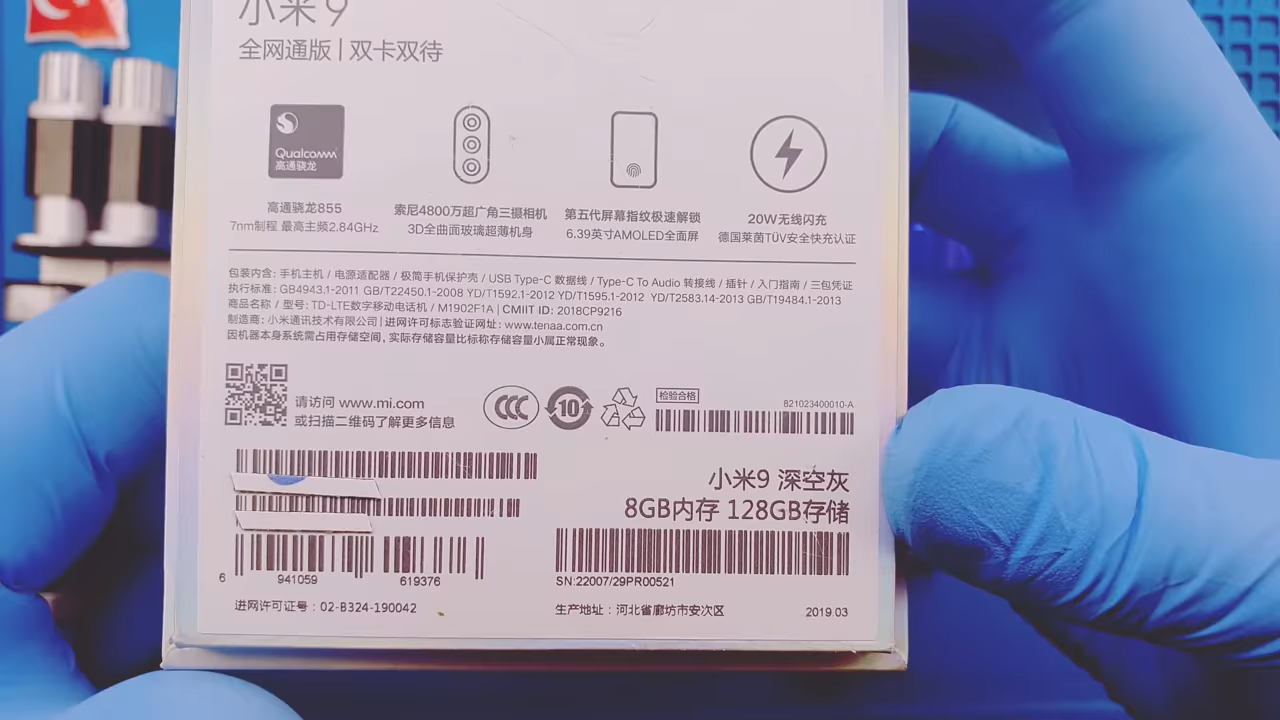 小米9
全网通版 | 双卡双待
Qualcomm
高通骁龙
高通骁龙855
7nm制程 最高主频2.84GHz
索尼4800万超广角三摄相机
3D全曲面玻璃超薄机身
第五代屏幕指纹极速解锁
6.39英寸AMOLED全面屏
20W无线闪充
德国莱茵TÜV安全快充认证
包装内含: 手机主机 / 电源适配器 / 极简手机保护壳 / USB Type-C 数据线 / Type-C To Audio 转接线 / 插针 / 入门指南 / 三包凭证
执行标准: GB4943.1-2011 GB/T22450.1-2008 YD/T1592.1-2012 YD/T1595.1-2012 YD/T2583.14-2013 GB/T19484.1-2013
商品名称 / 型号: TD-LTE数字移动电话机 / M1902F1A | CMIIT ID: 2018CP9216
制造商: 小米通讯技术有限公司 | 进网许可标志验证网址: www.tenaa.com.cn
因机器本身系统需占用存储空间, 实际存储容量比标称存储容量小属正常现象。
请访问 www.mi.com
或扫描二维码了解更多信息
CCC
10
检验合格
821023400010-A
小米9 深空灰
8GB内存 128GB存储
6 941059 619376
SN:22007/29PR00521
进网许可证号: 02-B324-190042
生产地址: 河北省廊坊市安次区
2019.03